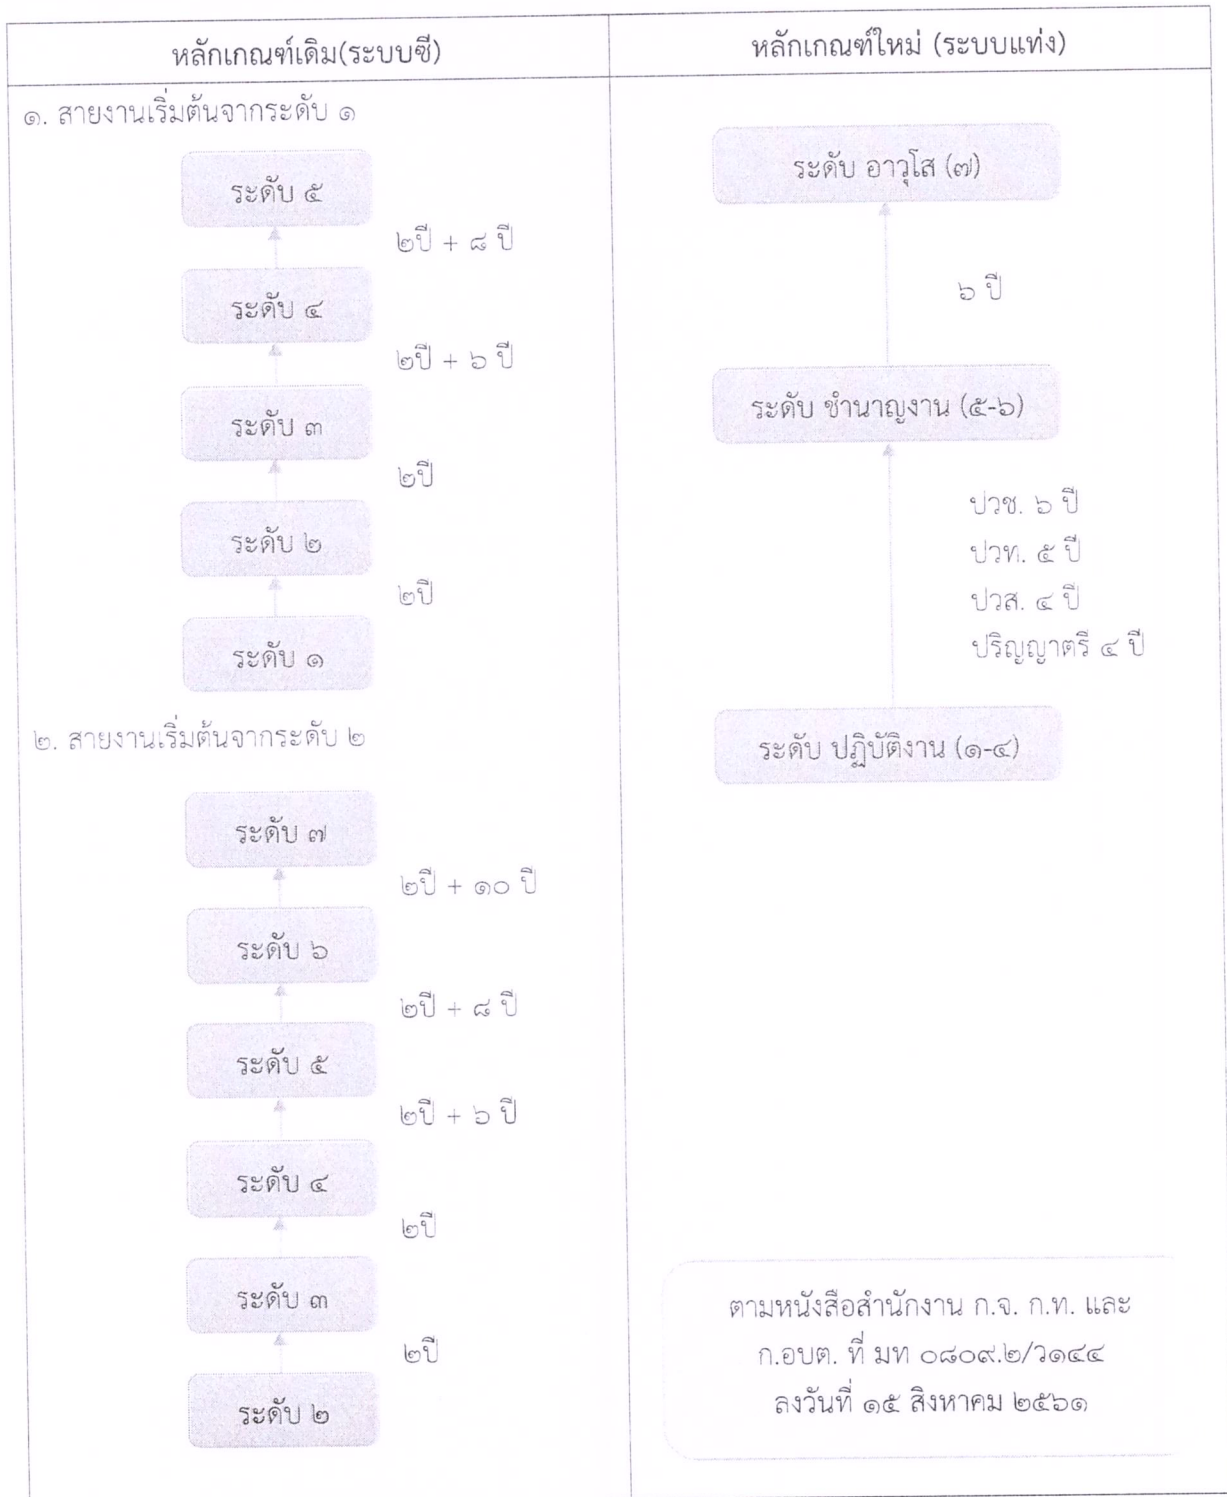 หลักเกณฑ์เดิม(ระบบซี)
หลักเกณฑ์ใหม่ (ระบบแท่ง)
๑. สายงานเริ่มต้นจากระดับ ๑
ระดับ ๕
๒ปี + ๘ ปี
ระดับ ๔
๒ปี + ๖ ปี
ระดับ ๓
๒ปี
ระดับ ๒
๒ปี
ระดับ ๑
๒. สายงานเริ่มต้นจากระดับ ๒
ระดับ ๗
๒ปี + ๑๐ ปี
ระดับ ๖
๒ปี + ๘ ปี
ระดับ ๕
๒ปี + ๖ ปี
ระดับ ๔
๒ปี
ระดับ ๓
๒ปี
ระดับ ๒
ระดับ อาวุโส (๗)
๖ ปี
ระดับ ชำนาญงาน (๕-๖)
ปวช. ๖ ปี
ปวท. ๕ ปี
ปวส. ๔ ปี
ปริญญาตรี ๔ ปี
ระดับ ปฏิบัติงาน (๑-๔)
ตามหนังสือสำนักงาน ก.จ. ก.ท. และ
ก.อบต. ที่ มท ๐๘๐๙.๒/ว๑๔๔
ลงวันที่ ๑๕ สิงหาคม ๒๕๖๑